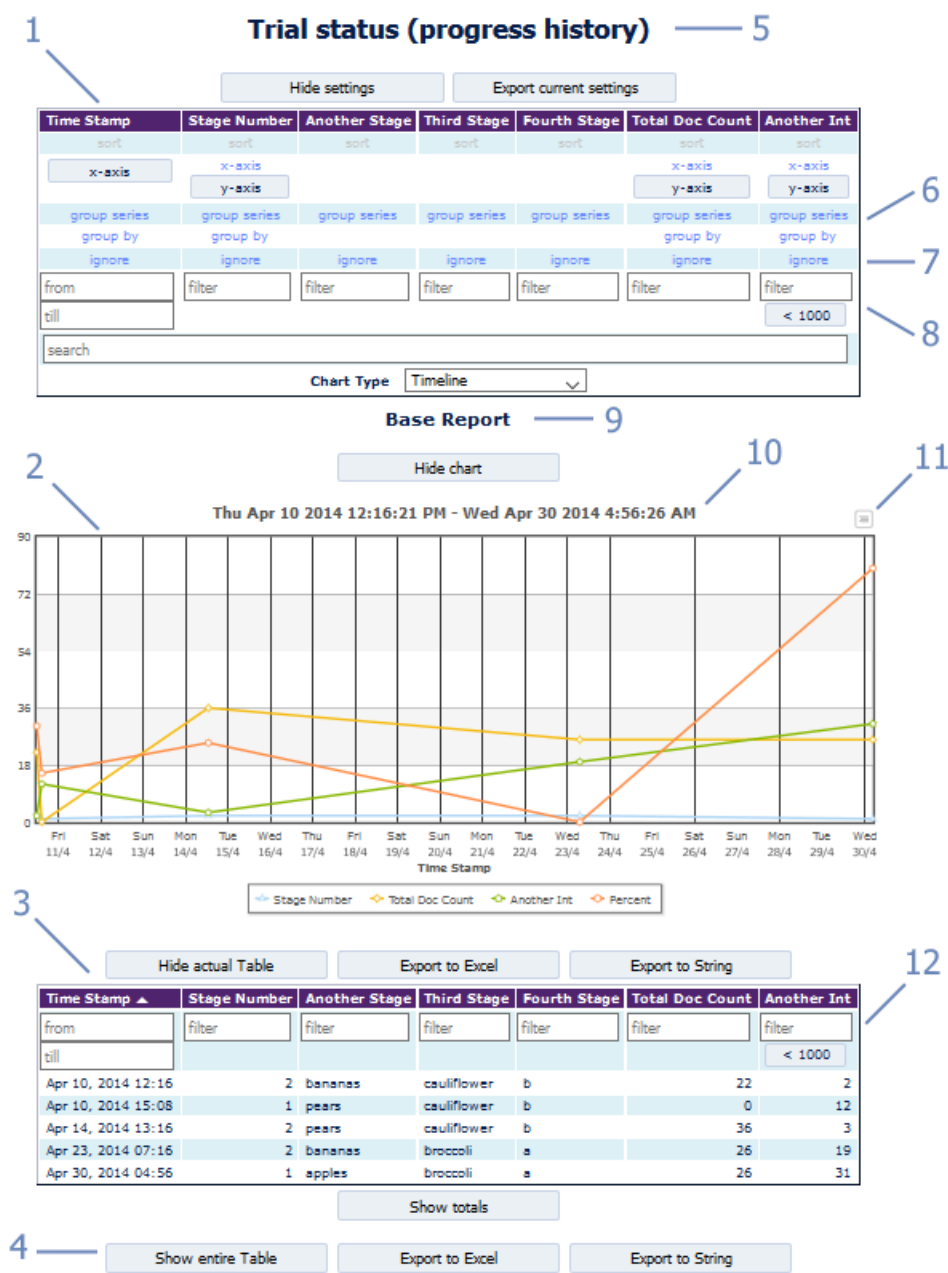 1
Trial status (progress history)
5
Hide settings Export current settings
Time Stamp Stage Number Another Stage Third Stage Fourth Stage Total Doc Count Another Int
sort sort sort sort sort sort sort
x-axis x-axis x-axis x-axis
y-axis y-axis y-axis
6
group series group series group series group series group series group series group series
group by group by group by group by
7
ignore ignore ignore ignore ignore ignore ignore
from filter filter filter filter filter filter
till < 1000
8
search
Chart Type Timeline
Base Report
9
2
Hide chart
10
11
Thu Apr 10 2014 12:16:21 PM - Wed Apr 30 2014 4:56:26 AM
90
72
54
36
18
0
Fri Sat Sun Mon Tue Wed Thu Fri Sat Sun Mon Tue Wed Thu Fri Sat Sun Mon Tue Wed
11/4 12/4 13/4 14/4 15/4 16/4 17/4 18/4 19/4 20/4 21/4 22/4 23/4 24/4 25/4 26/4 27/4 28/4 29/4 30/4
Time Stamp
Stage Number Total Doc Count Another Int Percent
3
Hide actual Table Export to Excel Export to String
12
Time Stamp ▲ Stage Number Another Stage Third Stage Fourth Stage Total Doc Count Another Int
from filter filter filter filter filter filter
till < 1000
Apr 10, 2014 12:16 2 bananas cauliflower b 22 2
Apr 10, 2014 15:08 1 pears cauliflower b 0 12
Apr 14, 2014 13:16 2 pears cauliflower b 36 3
Apr 23, 2014 07:16 2 bananas broccoli a 26 19
Apr 30, 2014 04:56 1 apples broccoli a 26 31
Show totals
4
Show entire Table Export to Excel Export to String